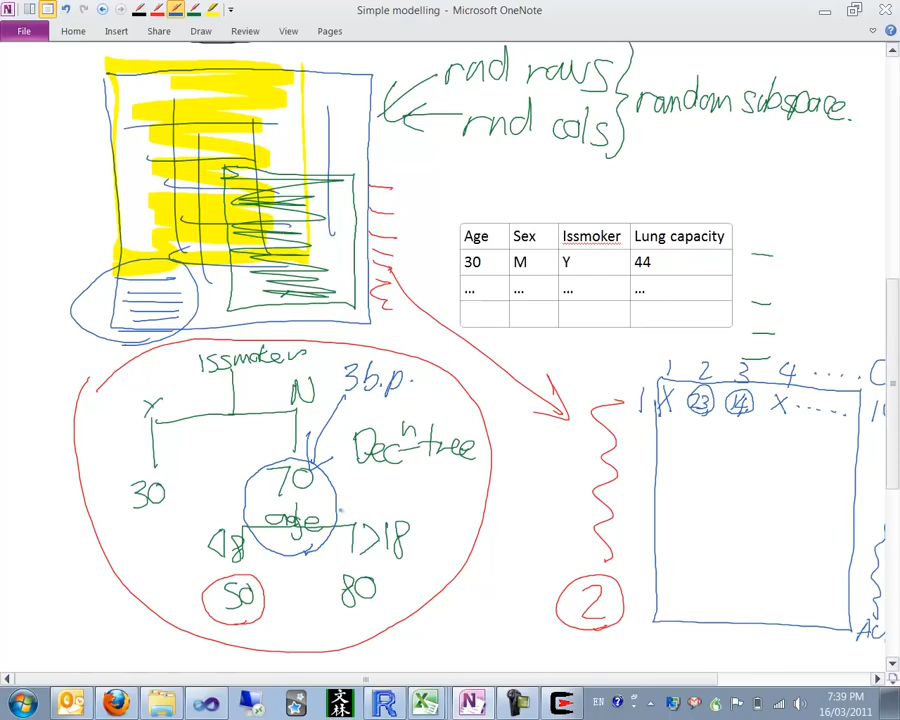 Simple modelling - Microsoft OneNote
File Home Insert Share Draw Review View Pages
rnd rows
rnd cols
random subspace.
Age Sex Issmoker Lung capacity
30 M Y 44
... ... ... ...
Issmoker
Y N
3 b.p.
Decn tree
30
70
age
<18 >18
50 80
2
1 2 3 4 .....
1 X 23 14 X ......
EN
7:39 PM
16/03/2011